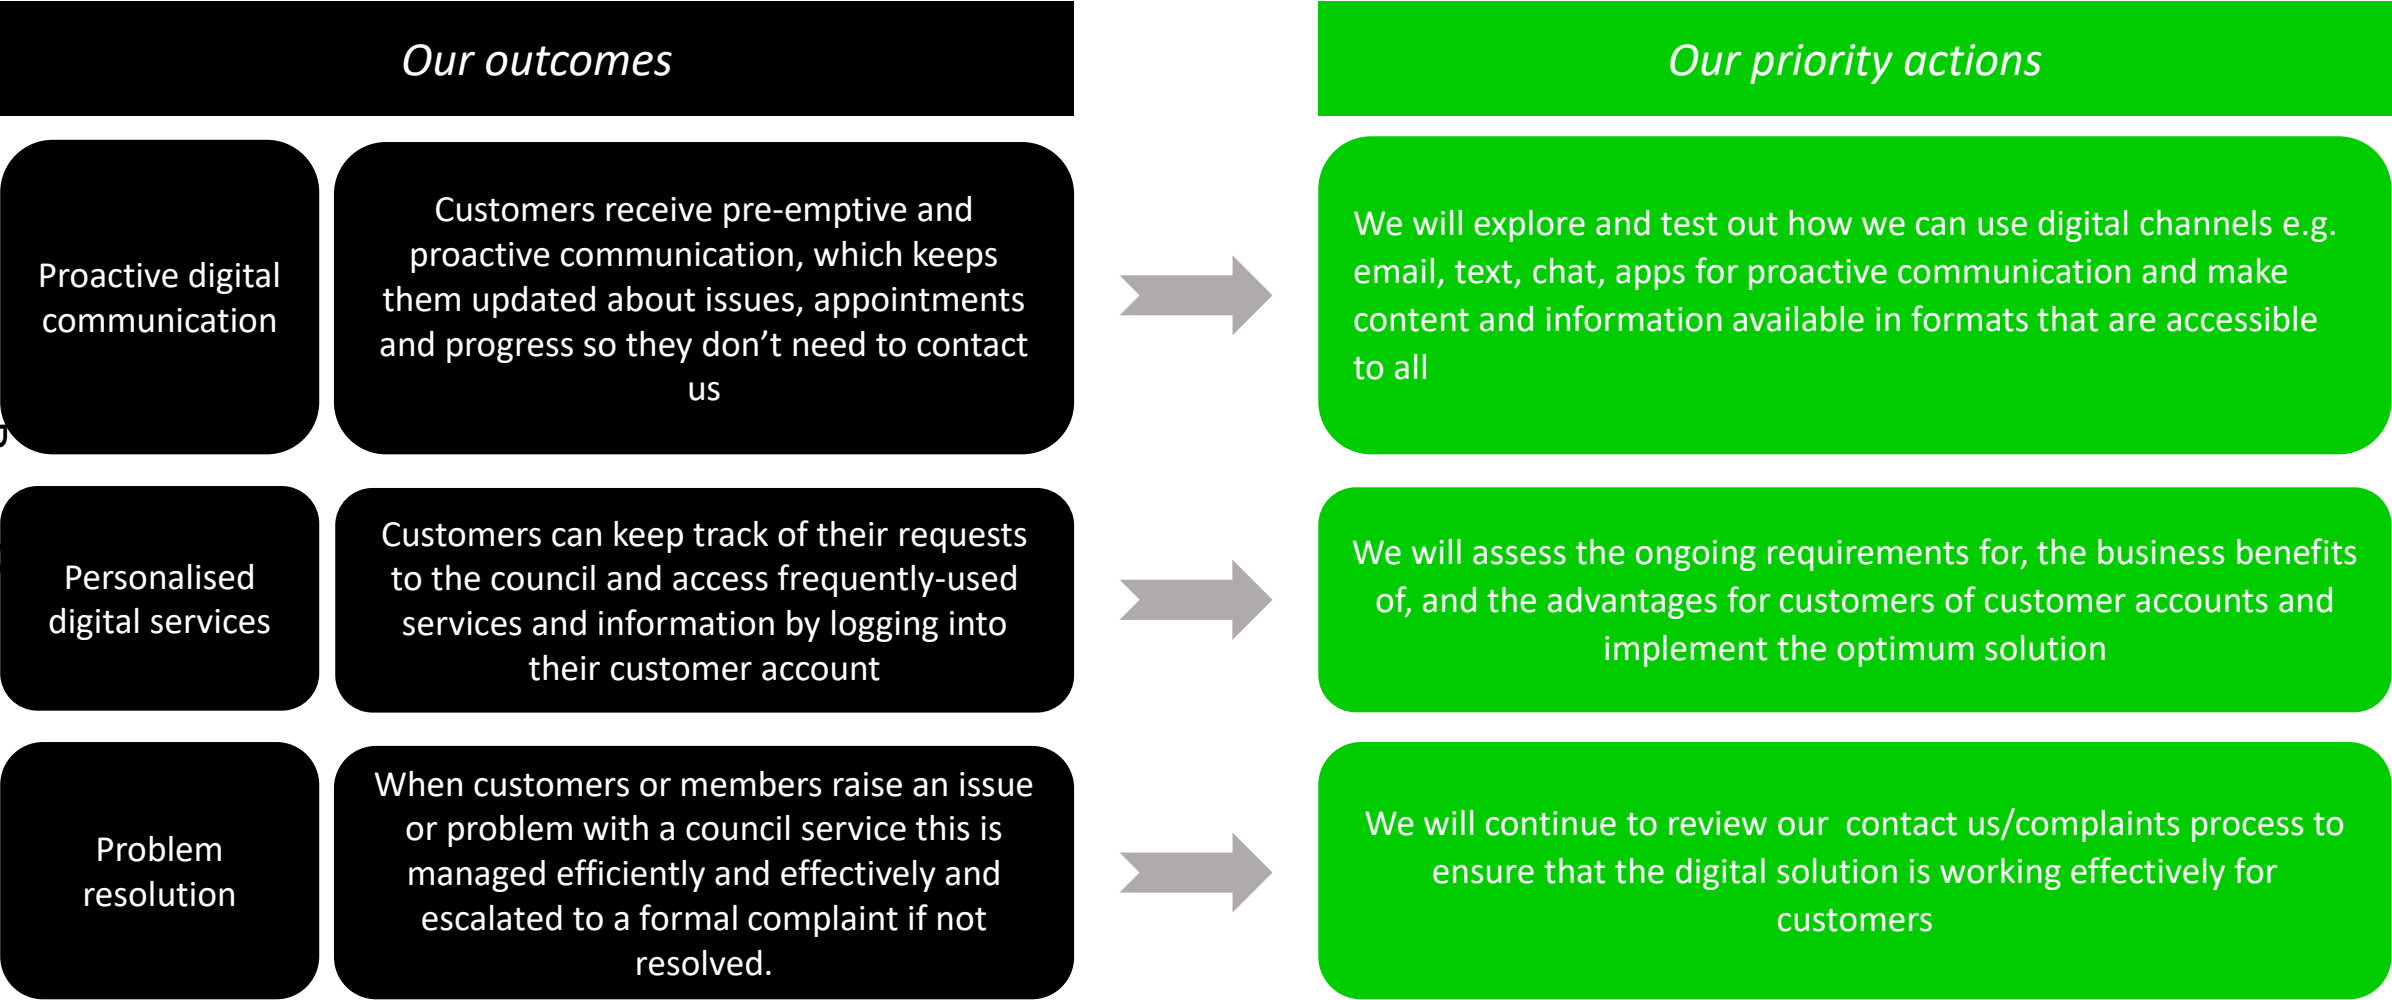 Our outcomes
Our priority actions
Proactive digital
communication
Customers receive pre-emptive and
proactive communication, which keeps
them updated about issues, appointments
and progress so they don’t need to contact
us
We will explore and test out how we can use digital channels e.g.
email, text, chat, apps for proactive communication and make
content and information available in formats that are accessible
to all
Personalised
digital services
Customers can keep track of their requests
to the council and access frequently-used
services and information by logging into
their customer account
We will assess the ongoing requirements for, the business benefits
of, and the advantages for customers of customer accounts and
implement the optimum solution
Problem
resolution
When customers or members raise an issue
or problem with a council service this is
managed efficiently and effectively and
escalated to a formal complaint if not
resolved.
We will continue to review our  contact us/complaints process to
ensure that the digital solution is working effectively for
customers